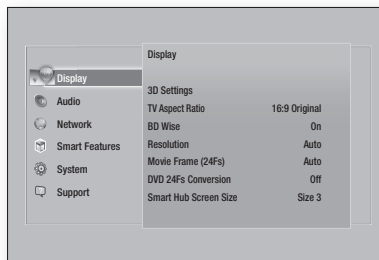 Display
Audio
Network
Smart Features
System
Support
Display
3D Settings
TV Aspect Ratio 16:9 Original
BD Wise On
Resolution Auto
Movie Frame (24Fs) Auto
DVD 24Fs Conversion Off
Smart Hub Screen Size Size 3